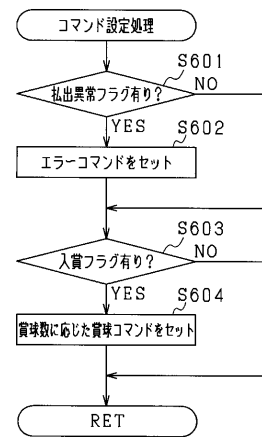 コマンド設定処理
S601
払出異常フラグ有り?
NO
YES
S602
エラーコマンドをセット
S603
入賞フラグ有り?
NO
YES
S604
賞球数に応じた賞球コマンドをセット
RET